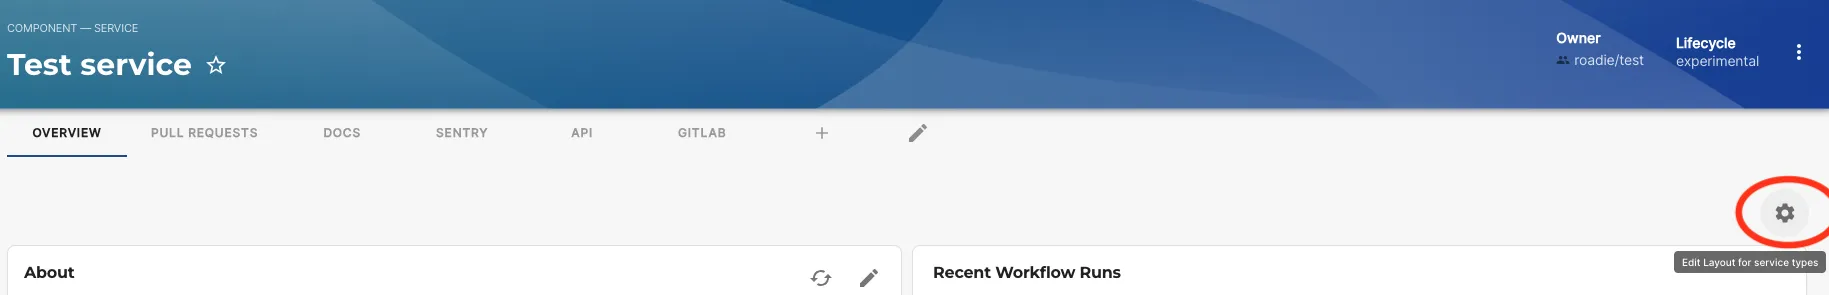 COMPONENT — SERVICE
Test service
Owner
roadie/test
Lifecycle
experimental
OVERVIEW PULL REQUESTS DOCS SENTRY API GITLAB
Edit Layout for service types
About
Recent Workflow Runs